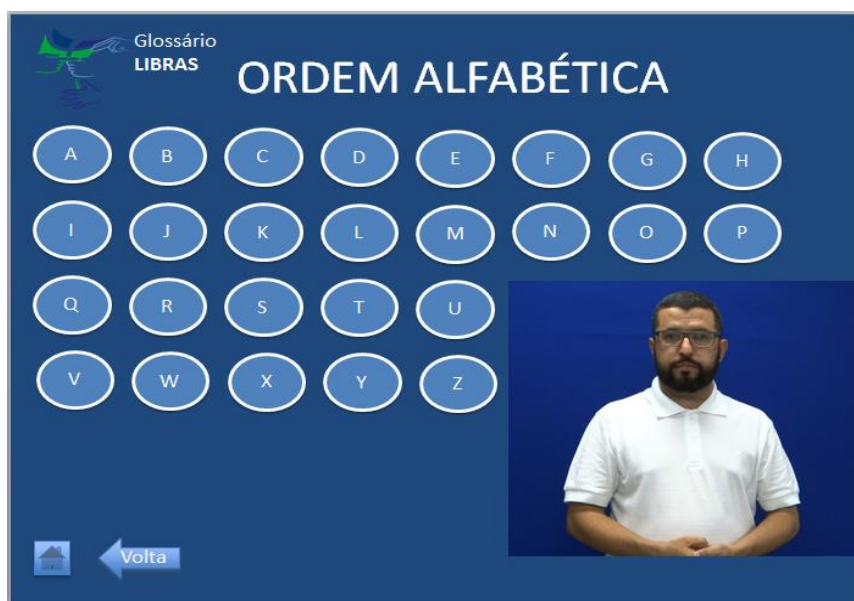 Glossário
LIBRAS
ORDEM ALFABÉTICA
A B C D E F G H
I J K L M N O P
Q R S T U
V W X Y Z
Volta